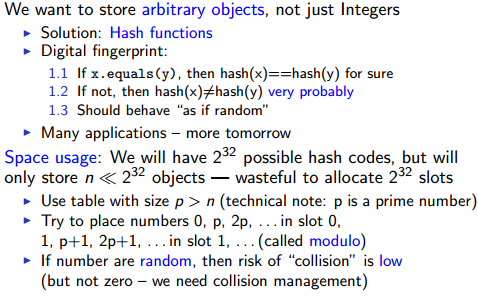 We want to store arbitrary objects, not just Integers
▶ Solution: Hash functions
▶ Digital fingerprint:
1.1 If x.equals(y), then hash(x)==hash(y) for sure
1.2 If not, then hash(x)≠hash(y) very probably
1.3 Should behave “as if random”
▶ Many applications – more tomorrow
Space usage: We will have 2³² possible hash codes, but will
only store n ≪ 2³² objects — wasteful to allocate 2³² slots
▶ Use table with size p > n (technical note: p is a prime number)
▶ Try to place numbers 0, p, 2p, ... in slot 0,
1, p+1, 2p+1, ... in slot 1, ... (called modulo)
▶ If number are random, then risk of “collision” is low
(but not zero – we need collision management)